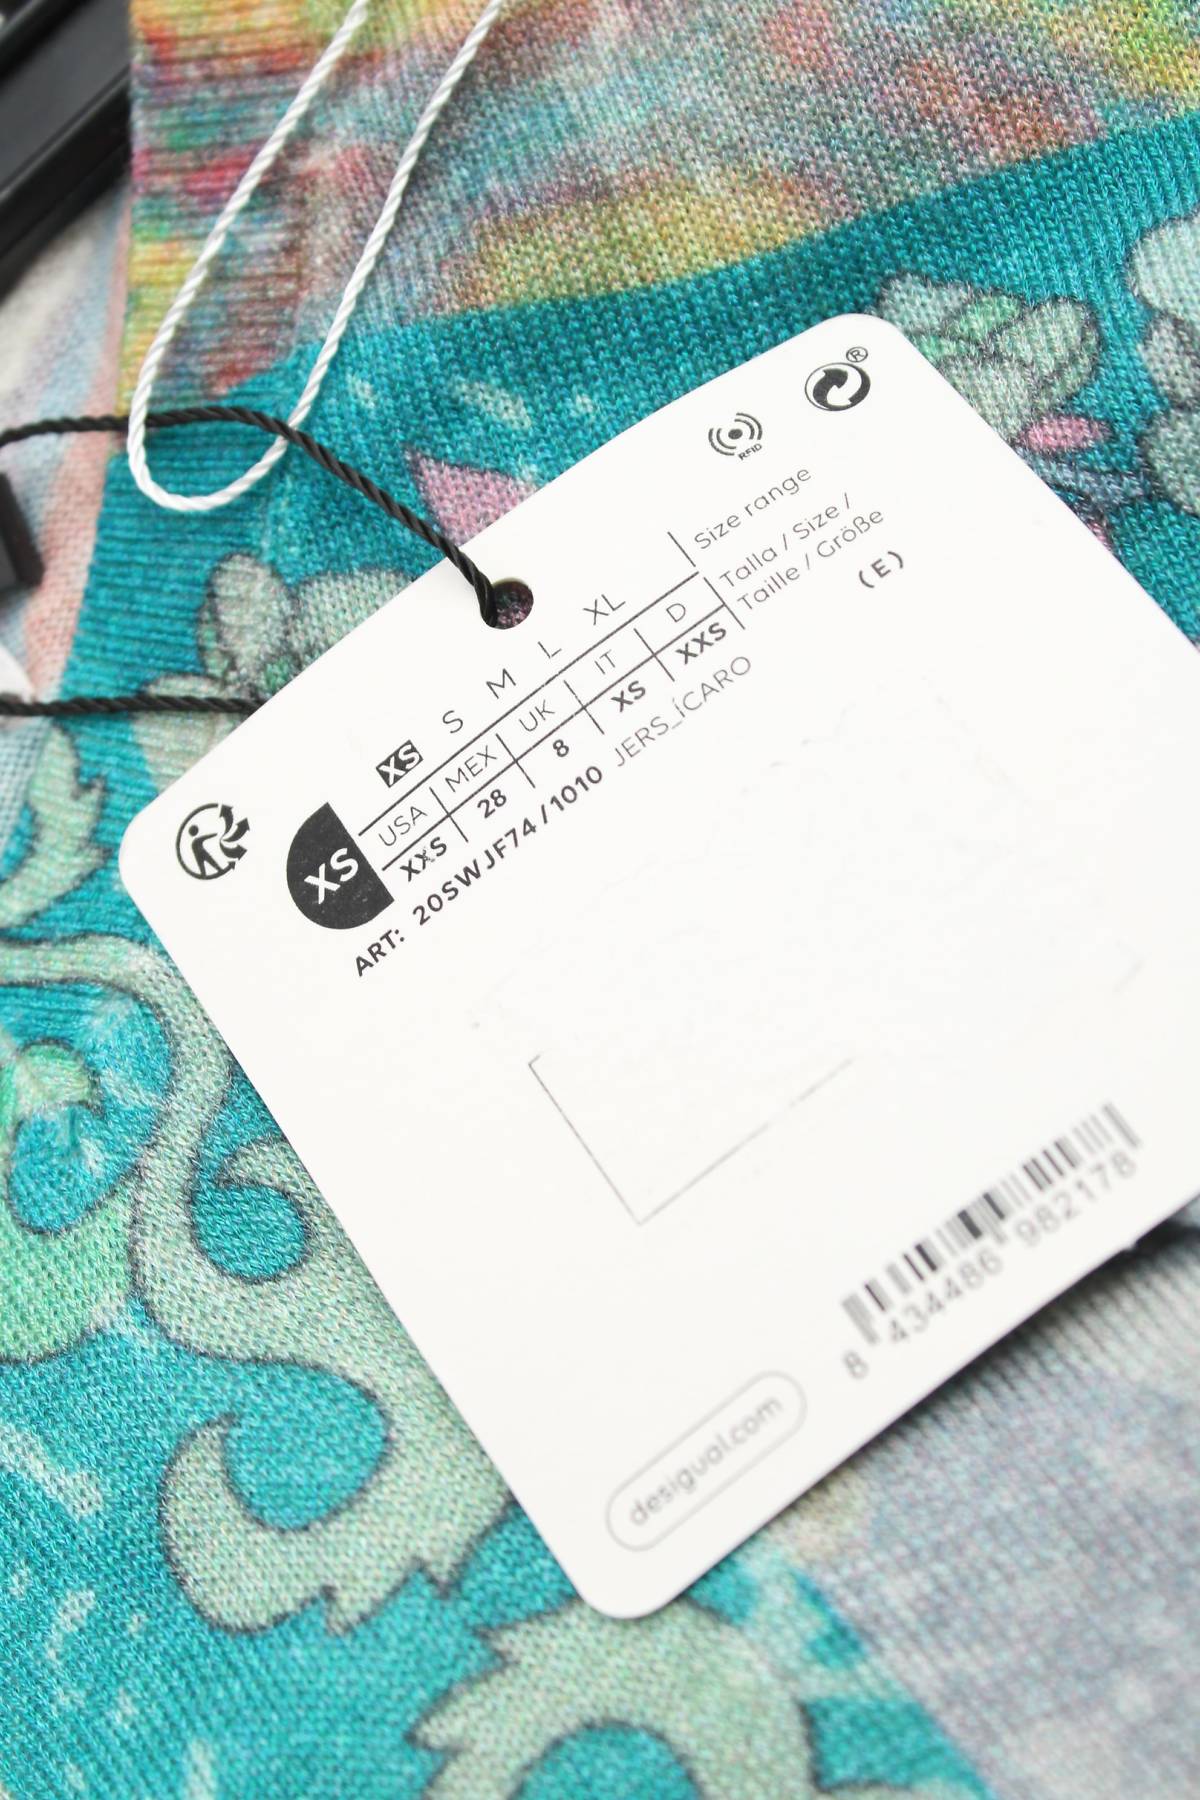 ®
RFID
XS S M L XL Size range
USA MEX UK IT D Talla / Size /
XXS 28 8 XS XXS Taille / Größe
XS
(E)
ART: 20SWJF74/1010 JERS_ÍCARO
8 434486 982178
desigual.com